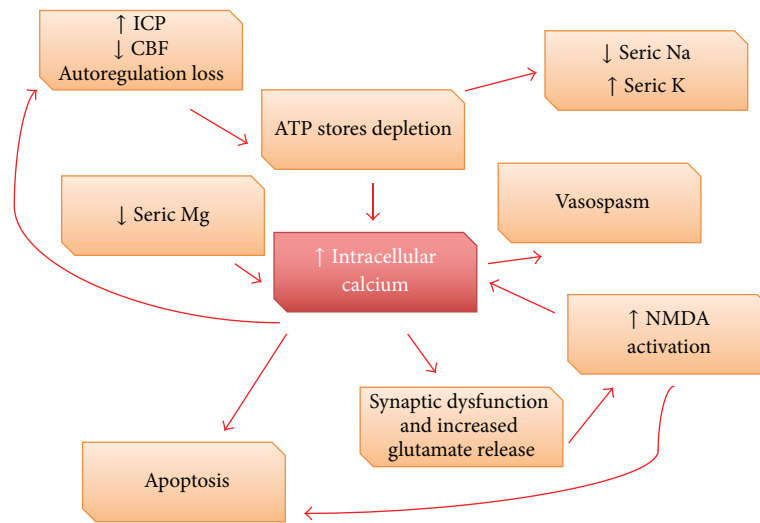 ↑ ICP
↓ CBF
Autoregulation loss
↓ Seric Na
↑ Seric K
ATP stores depletion
↓ Seric Mg
Vasospasm
↑ Intracellular
calcium
↑ NMDA
activation
Synaptic dysfunction
and increased
glutamate release
Apoptosis